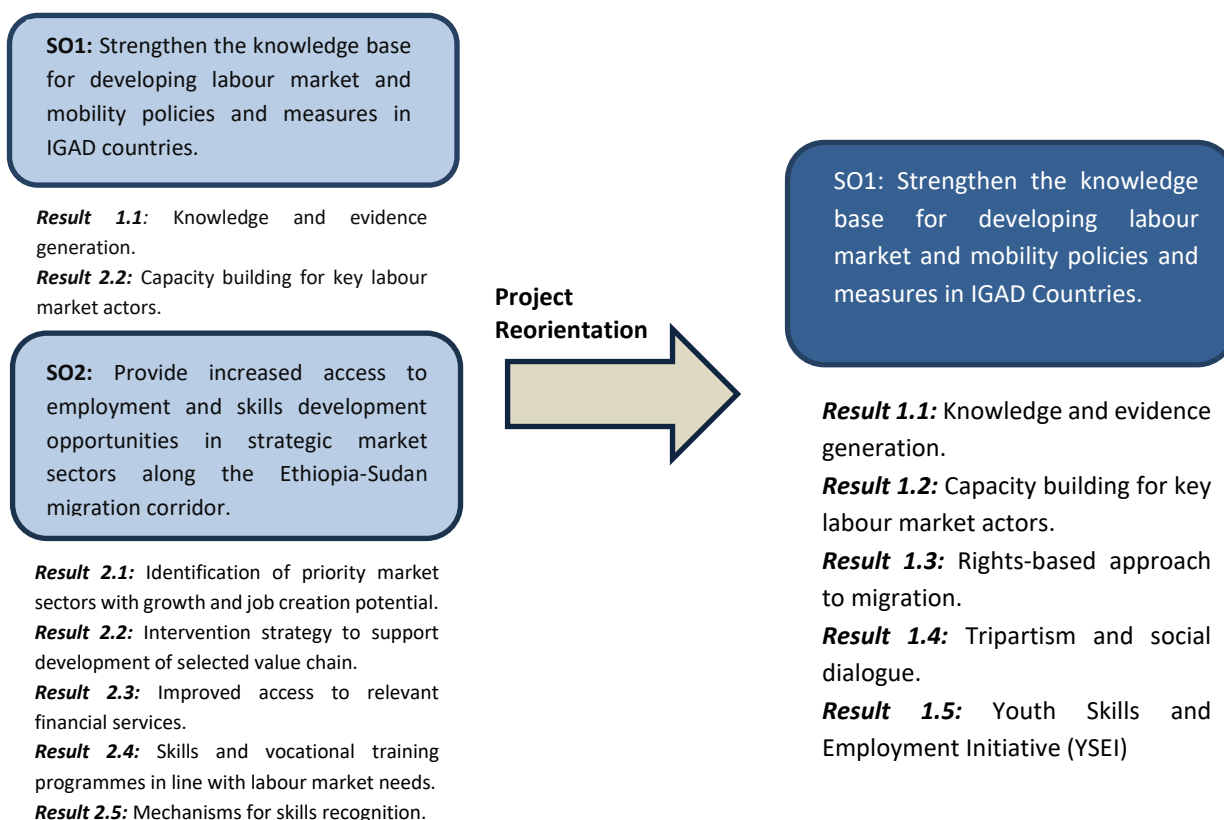 SO1: Strengthen the knowledge base
for developing labour market and
mobility policies and measures in
IGAD countries.
Result 1.1: Knowledge and evidence
generation.
Result 2.2: Capacity building for key labour
market actors.
SO2: Provide increased access to
employment and skills development
opportunities in strategic market
sectors along the Ethiopia-Sudan
migration corridor.
Result 2.1: Identification of priority market
sectors with growth and job creation potential.
Result 2.2: Intervention strategy to support
development of selected value chain.
Result 2.3: Improved access to relevant
financial services.
Result 2.4: Skills and vocational training
programmes in line with labour market needs.
Result 2.5: Mechanisms for skills recognition.
Project
Reorientation
SO1: Strengthen the knowledge
base for developing labour
market and mobility policies and
measures in IGAD Countries.
Result 1.1: Knowledge and evidence
generation.
Result 1.2: Capacity building for key
labour market actors.
Result 1.3: Rights-based approach
to migration.
Result 1.4: Tripartism and social
dialogue.
Result 1.5: Youth Skills and
Employment Initiative (YSEI)